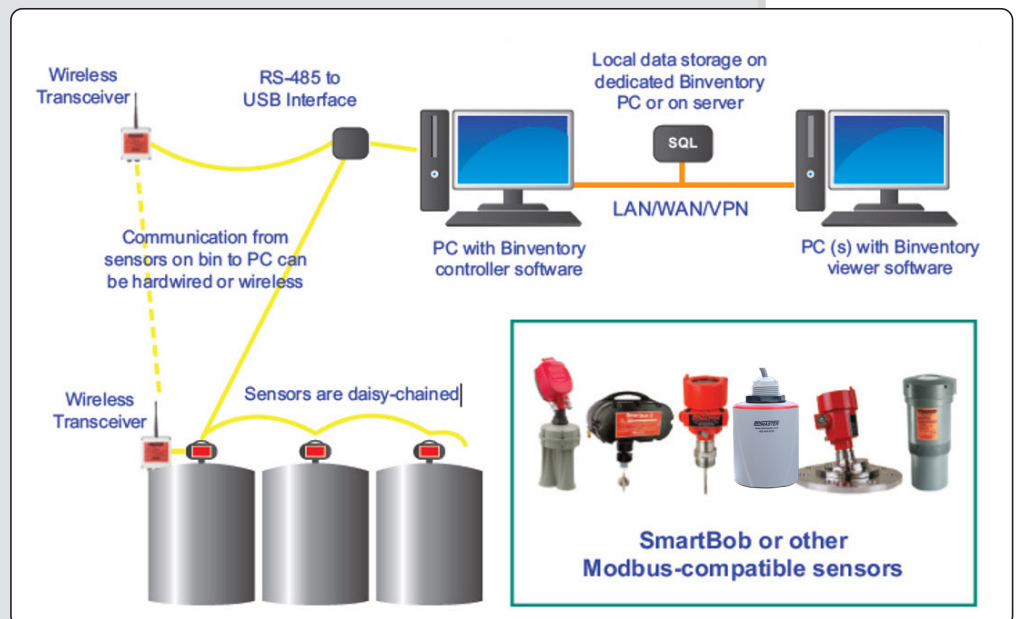 Wireless
Transceiver
RS-485 to
USB Interface
Local data storage on
dedicated Binventory
PC or on server
SQL
LAN/WAN/VPN
Communication from
sensors on bin to PC can
be hardwired or wireless
PC with Binventory
controller software
PC (s) with Binventory
viewer software
Wireless
Transceiver
Sensors are daisy-chained
BINMASTER
SmartBob or other
Modbus-compatible sensors